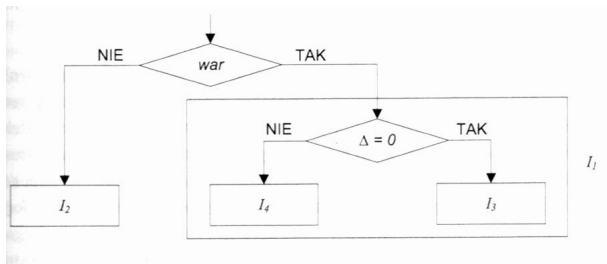 NIE war TAK
NIE Δ = 0 TAK
I₁
I₂ I₄ I₃